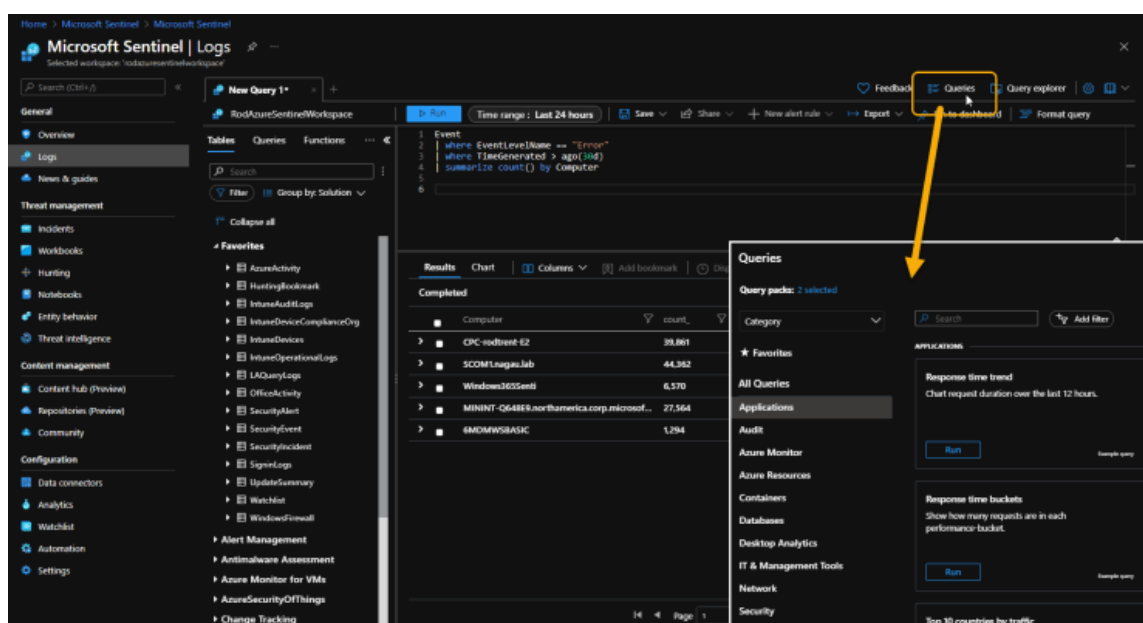 Home > Microsoft Sentinel > Microsoft Sentinel
Microsoft Sentinel | Logs
Selected workspace: 'rodazuresentinelworkspace'
Search (Ctrl+/)
General
Overview
Logs
News & guides
Threat management
Incidents
Workbooks
Hunting
Notebooks
Entity behavior
Threat intelligence
Content management
Content hub (Preview)
Repositories (Preview)
Community
Configuration
Data connectors
Analytics
Watchlist
Automation
Settings
New Query 1*
Feedback
Queries
Query explorer
RodAzureSentinelWorkspace
Run
Time range : Last 24 hours
Save
Share
New alert rule
Export
to dashboard
Format query
Tables
Queries
Functions
Search
Filter
Group by: Solution
Collapse all
Favorites
AzureActivity
HuntingBookmark
IntuneAuditLogs
IntuneDeviceComplianceOrg
IntuneDevices
IntuneOperationalLogs
LAQueryLogs
OfficeActivity
SecurityAlert
SecurityEvent
SecurityIncident
SigninLogs
UpdateSummary
Watchlist
WindowsFirewall
Alert Management
Antimalware Assessment
Azure Monitor for VMs
AzureSecurityOfThings
Change Tracking
1 Event
2 | where EventLevelName == "Error"
3 | where TimeGenerated > ago(30d)
4 | summarize count() by Computer
5
6
Results
Chart
Columns
Add bookmark
Completed
Computer
count_
CPC-rodtrent-E2 39,861
SCOM1.nagau.lab 44,362
Windows365Senti 6,570
MININT-Q648E9.northamerica.corp.microsof... 27,564
6MDMWSBASIC 1,294
Page 1
Queries
Query packs: 2 selected
Category
Search
Add filter
Favorites
All Queries
Applications
Audit
Azure Monitor
Azure Resources
Containers
Databases
Desktop Analytics
IT & Management Tools
Network
Security
APPLICATIONS
Response time trend
Chart request duration over the last 12 hours.
Run
Example query
Response time buckets
Show how many requests are in each
performance-bucket.
Run
Example query
Top 10 countries by traffic